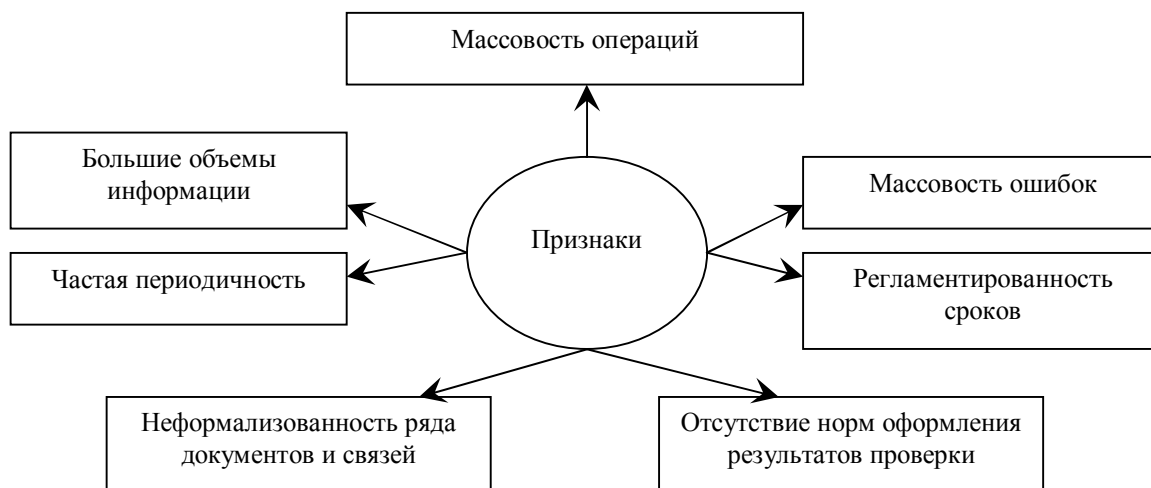 Массовость операций
Большие объемы
информации
Массовость ошибок
Признаки
Частая периодичность
Регламентированность
сроков
Неформализованность ряда
документов и связей
Отсутствие норм оформления
результатов проверки